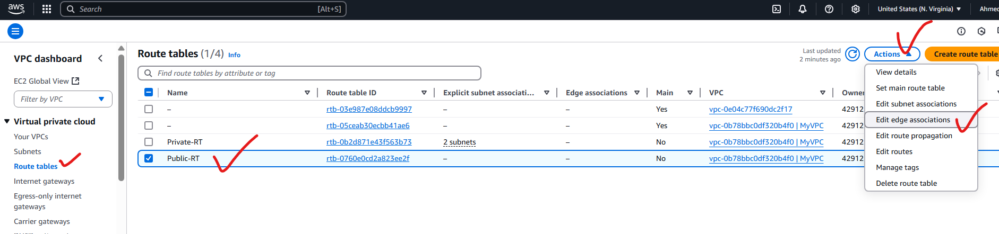 aws
Search [Alt+S]
United States (N. Virginia) Ahmed
VPC dashboard
EC2 Global View
Filter by VPC
Virtual private cloud
Your VPCs
Subnets
Route tables
Internet gateways
Egress-only internet
gateways
Carrier gateways
Route tables (1/4) Info
Last updated
2 minutes ago
Actions
Create route table
Find route tables by attribute or tag
Name Route table ID Explicit subnet associati... Edge associations Main VPC Owner
– rtb-03e987e08ddcb9997 – – Yes vpc-0e04c77f690dc2f17 42912
– rtb-05ceab30ecbb41ae6 – – Yes vpc-0b78bbc0df320b4f0 | MyVPC 42912
Private-RT rtb-0b2d871e43f563b73 2 subnets – No vpc-0b78bbc0df320b4f0 | MyVPC 42912
Public-RT rtb-0760e0cd2a823ee2f – – No vpc-0b78bbc0df320b4f0 | MyVPC 42912
View details
Set main route table
Edit subnet associations
Edit edge associations
Edit route propagation
Edit routes
Manage tags
Delete route table